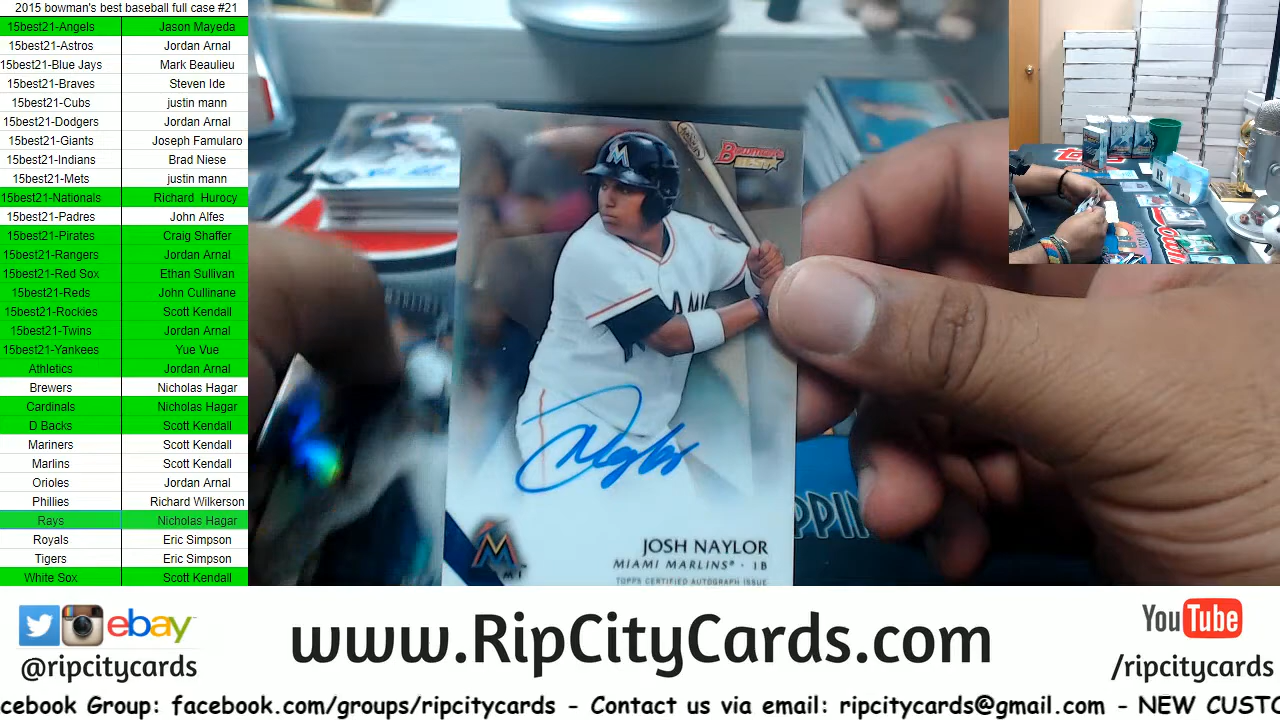 2015 bowman's best baseball full case #21
15best21-Angels Jason Mayeda
15best21-Astros Jordan Arnal
15best21-Blue Jays Mark Beaulieu
15best21-Braves Steven Ide
15best21-Cubs justin mann
15best21-Dodgers Jordan Arnal
15best21-Giants Joseph Famularo
15best21-Indians Brad Niese
15best21-Mets justin mann
15best21-Nationals Richard Hurocy
15best21-Padres John Alfes
15best21-Pirates Craig Shaffer
15best21-Rangers Jordan Arnal
15best21-Red Sox Ethan Sullivan
15best21-Reds John Cullinane
15best21-Rockies Scott Kendall
15best21-Twins Jordan Arnal
15best21-Yankees Yue Vue
Athletics Jordan Arnal
Brewers Nicholas Hagar
Cardinals Nicholas Hagar
D Backs Scott Kendall
Mariners Scott Kendall
Marlins Scott Kendall
Orioles Jordan Arnal
Phillies Richard Wilkerson
Rays Nicholas Hagar
Royals Eric Simpson
Tigers Eric Simpson
White Sox Scott Kendall
Bowman's
BEST
M
AMI
Naylor
JOSH NAYLOR
MIAMI MARLINS® · 1B
TOPPS CERTIFIED AUTOGRAPH ISSUE
MI
PPIN
ebay
@ripcitycards
www.RipCityCards.com
YouTube
/ripcitycards
cebook Group: facebook.com/groups/ripcitycards - Contact us via email: ripcitycards@gmail.com - NEW CUSTO